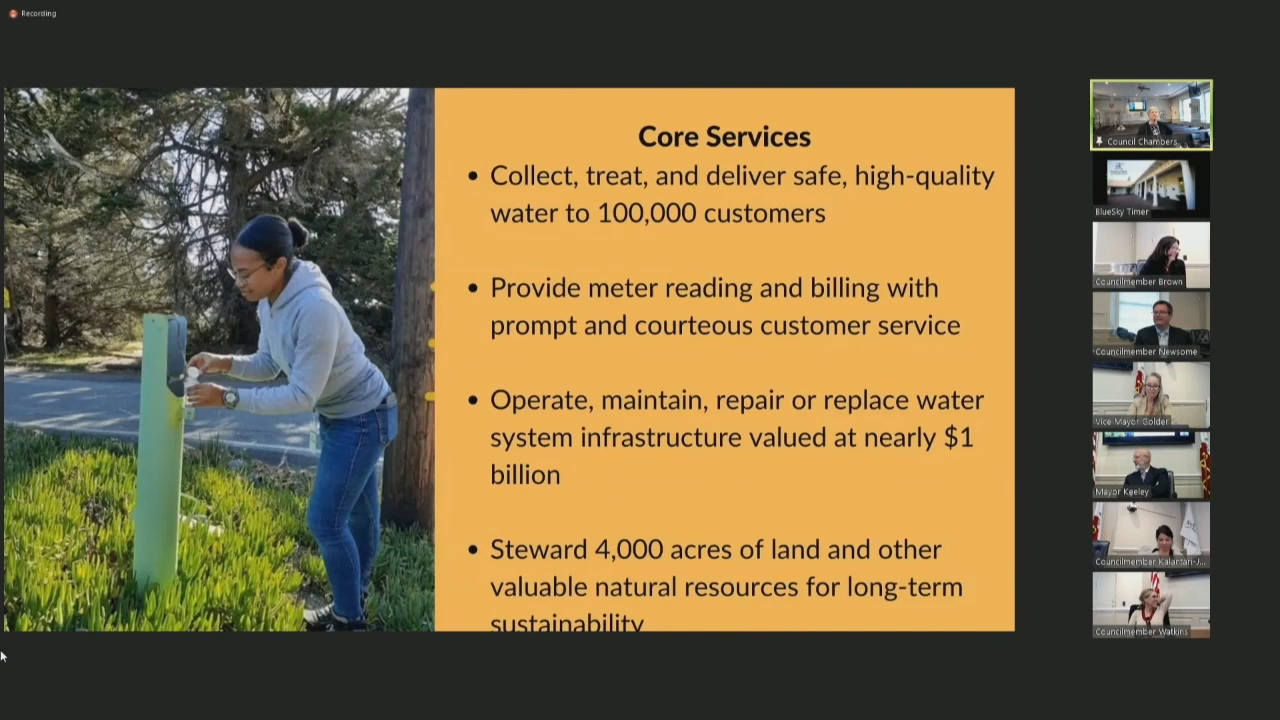 Recording
Core Services
• Collect, treat, and deliver safe, high-quality
water to 100,000 customers
• Provide meter reading and billing with
prompt and courteous customer service
• Operate, maintain, repair or replace water
system infrastructure valued at nearly $1
billion
• Steward 4,000 acres of land and other
valuable natural resources for long-term
sustainability
Council Chambers
BlueSky Timer
Councilmember Brown
Councilmember Newsome
Vice Mayor Golder
Mayor Keeley
Councilmember Kalantari-J...
Councilmember Watkins